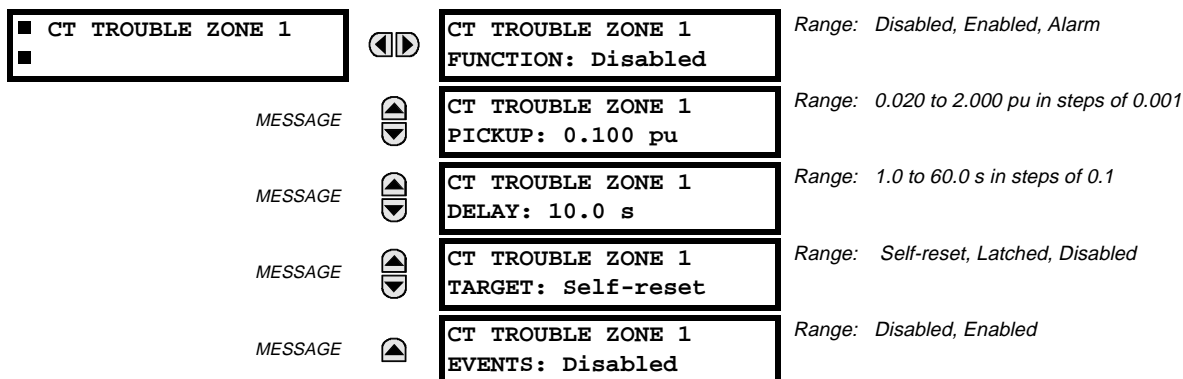 ■ CT TROUBLE ZONE 1
■
CT TROUBLE ZONE 1
FUNCTION: Disabled
Range: Disabled, Enabled, Alarm
MESSAGE
CT TROUBLE ZONE 1
PICKUP: 0.100 pu
Range: 0.020 to 2.000 pu in steps of 0.001
MESSAGE
CT TROUBLE ZONE 1
DELAY: 10.0 s
Range: 1.0 to 60.0 s in steps of 0.1
MESSAGE
CT TROUBLE ZONE 1
TARGET: Self-reset
Range: Self-reset, Latched, Disabled
MESSAGE
CT TROUBLE ZONE 1
EVENTS: Disabled
Range: Disabled, Enabled